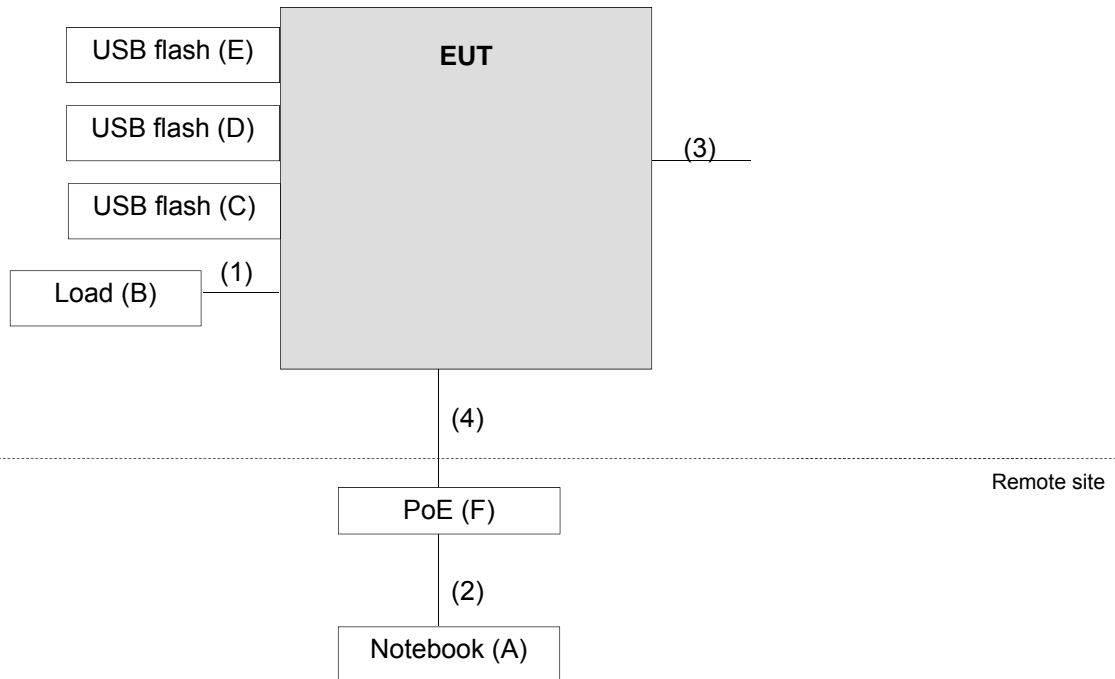 USB flash (E)
EUT
USB flash (D)
(3)
USB flash (C)
(1)
Load (B)
(4)
Remote site
PoE (F)
(2)
Notebook (A)